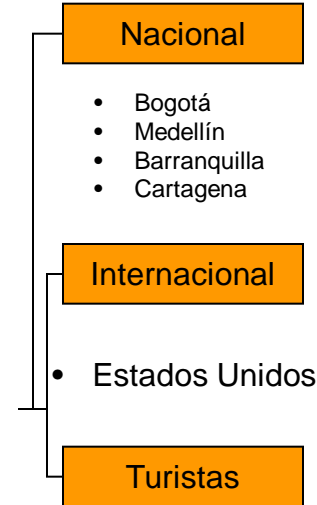 Nacional
• Bogotá
• Medellín
• Barranquilla
• Cartagena
Internacional
• Estados Unidos
Turistas